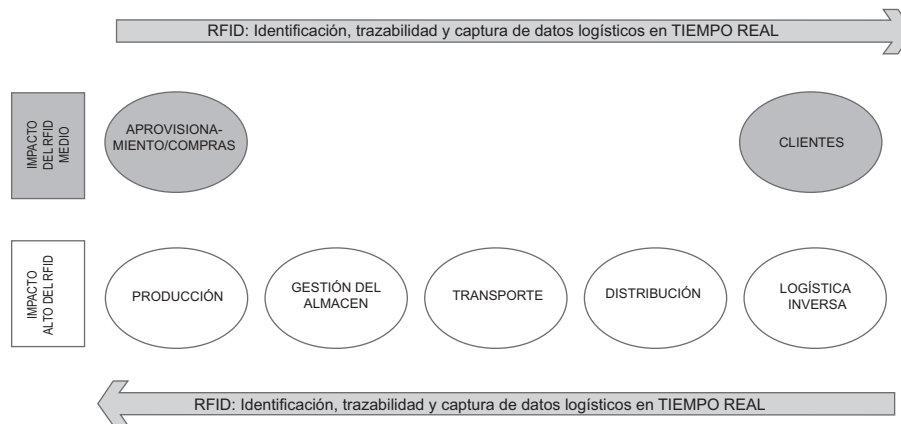 RFID: Identificación, trazabilidad y captura de datos logísticos en TIEMPO REAL
IMPACTO
DEL RFID
MEDIO
APROVISIONA-
MIENTO/COMPRAS
CLIENTES
IMPACTO
ALTO DEL RFID
PRODUCCIÓN
GESTIÓN DEL
ALMACEN
TRANSPORTE
DISTRIBUCIÓN
LOGÍSTICA
INVERSA
RFID: Identificación, trazabilidad y captura de datos logísticos en TIEMPO REAL